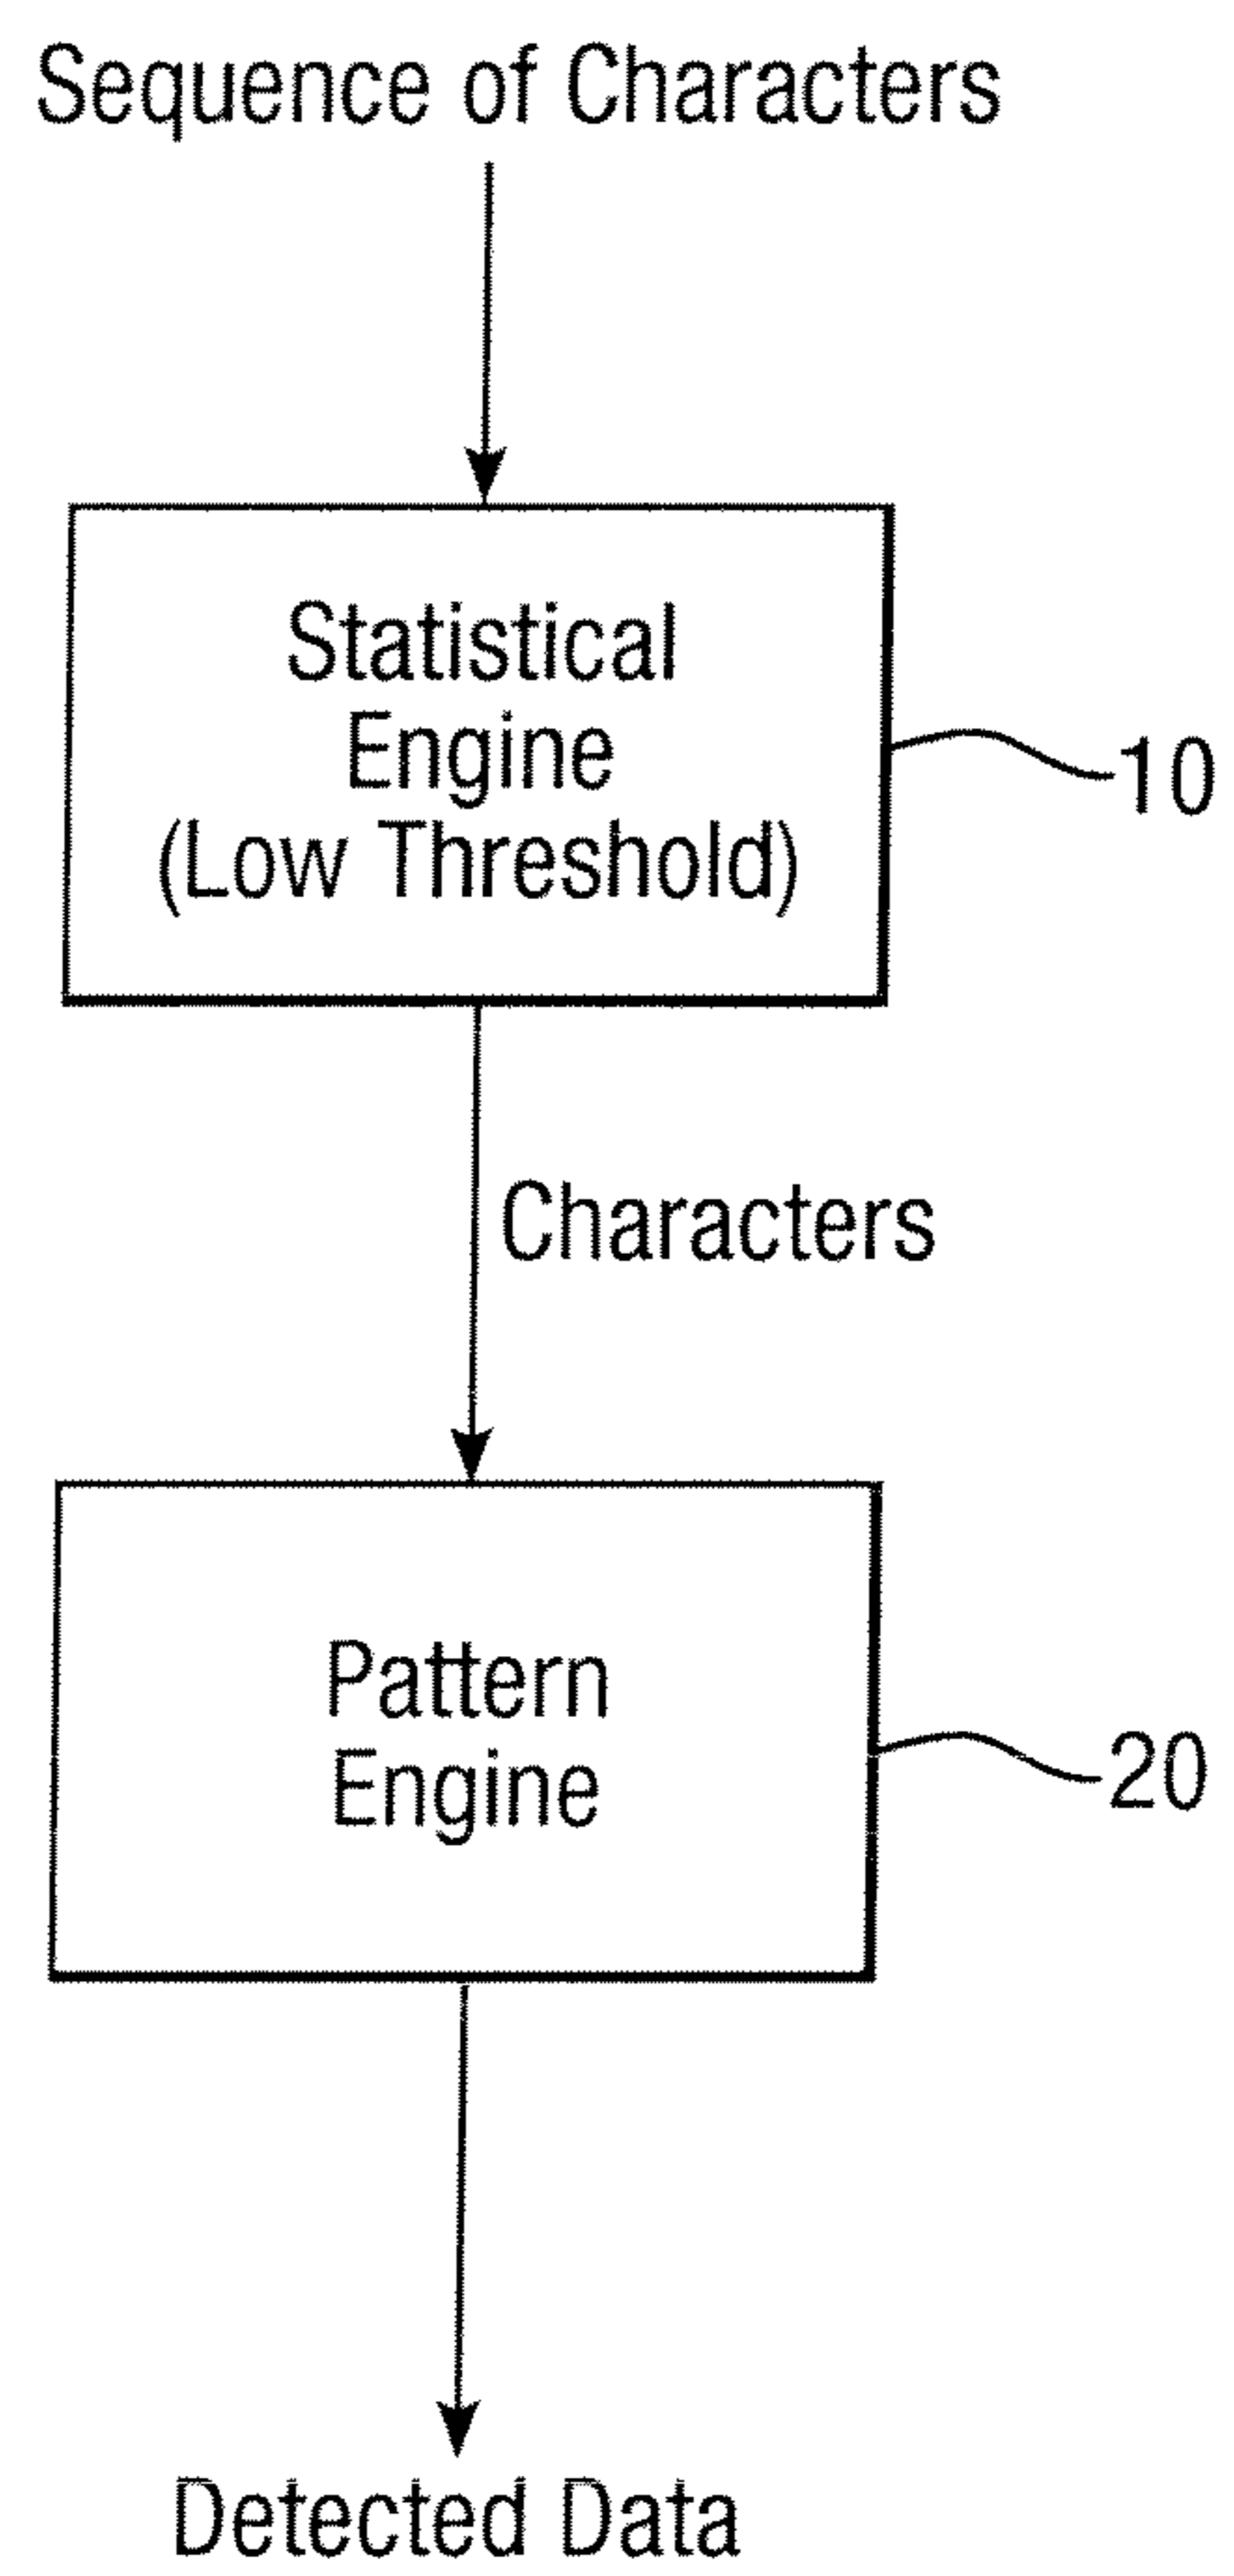 Sequence of Characters
Statistical
Engine
(Low Threshold)
10
Characters
Pattern
Engine
20
Detected Data